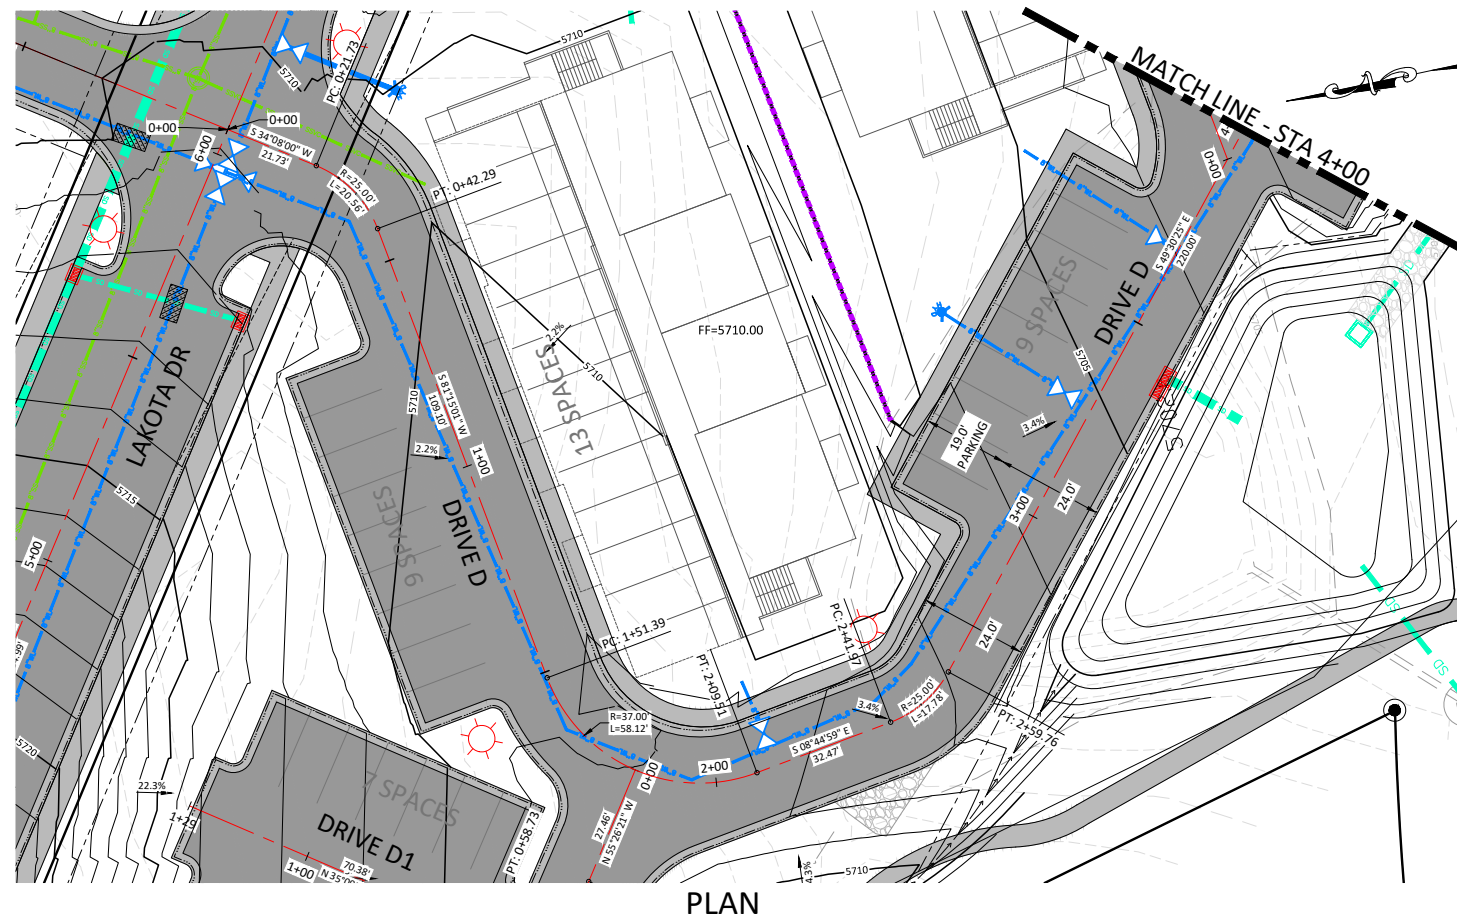 5710
MATCH LINE - STA 4+00
PC: 0+21.73
5710
0+00
0+00
6+00
S 34°08'00" W
21.73'
R=25.00'
L=20.56'
PT: 0+42.29
0+00
S 49°30'25" E
220.00'
DRIVE D
9 SPACES
FF=5710.00
2.2%
5710
13 SPACES
5705
LAKOTA DR
S 81°15'01" W
109.10'
5710
2.2%
1+00
19.0'
PARKING
3.4%
24.0'
3+00
5715
9 SPACES
DRIVE D
5+00
SD
PC: 1+51.39
PC: 2+41.97
24.0'
PT: 2+09.51
SD
R=37.00'
L=58.12'
3.4%
R=25.00'
L=17.78'
PT: 2+59.76
S 08°44'59" E
32.47'
2+00
0+00
5720
22.3%
7 SPACES
1+29
DRIVE D1
27.46'
N 55°26'21" W
PT: 0+58.73
1+00
70.38'
5710
PLAN